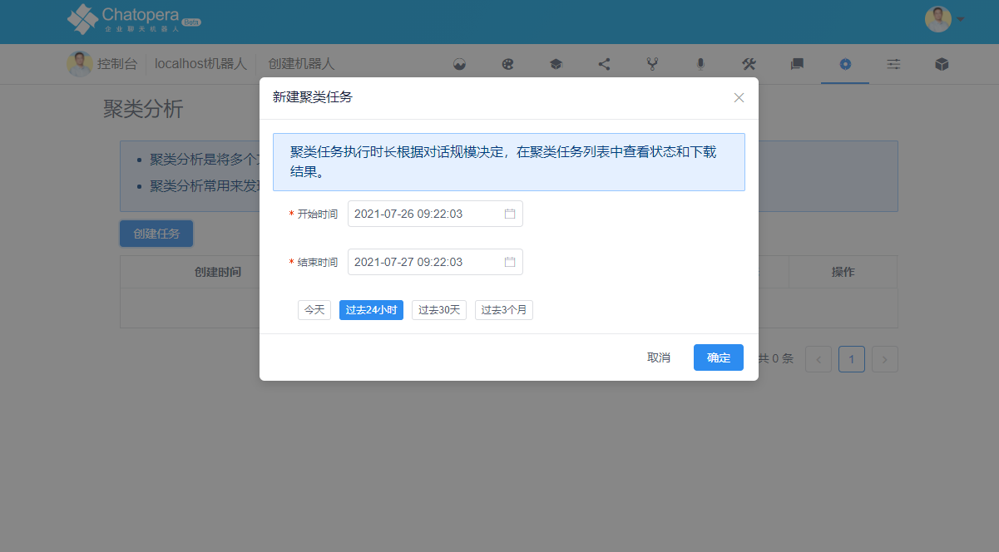 Chatopera Beta
企业聊天机器人
控制台 localhost机器人 创建机器人
聚类分析
新建聚类任务
聚类任务执行时长根据对话规模决定，在聚类任务列表中查看状态和下载
结果。
聚类分析是将多个
聚类分析常用来发
* 开始时间 2021-07-26 09:22:03
创建任务
* 结束时间 2021-07-27 09:22:03
创建时间 操作
今天 过去24小时 过去30天 过去3个月
取消 确定
共 0 条 1